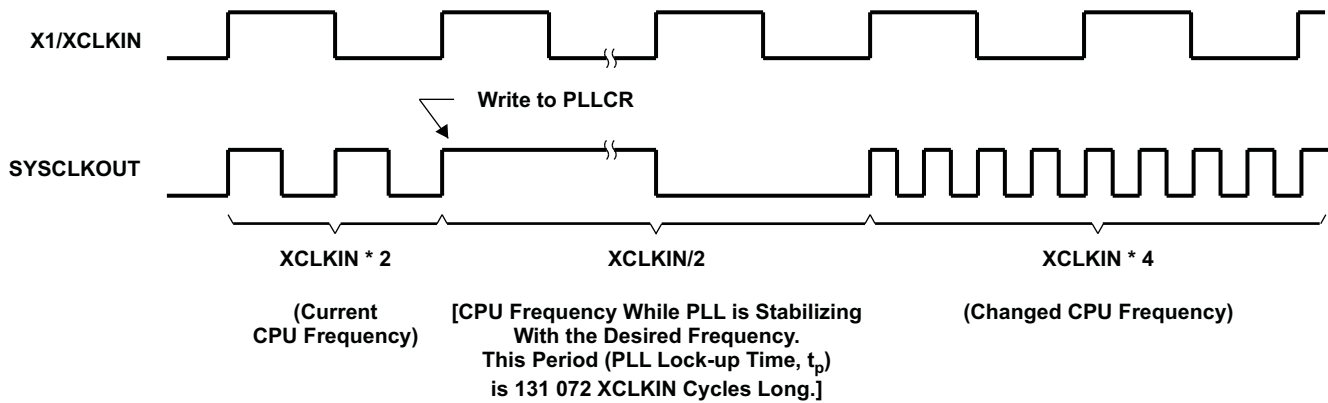 X1/XCLKIN
Write to PLLCR
SYSCLKOUT
XCLKIN * 2
XCLKIN/2
XCLKIN * 4
(Current
CPU Frequency)
[CPU Frequency While PLL is Stabilizing
With the Desired Frequency.
This Period (PLL Lock-up Time, tp)
is 131 072 XCLKIN Cycles Long.]
(Changed CPU Frequency)